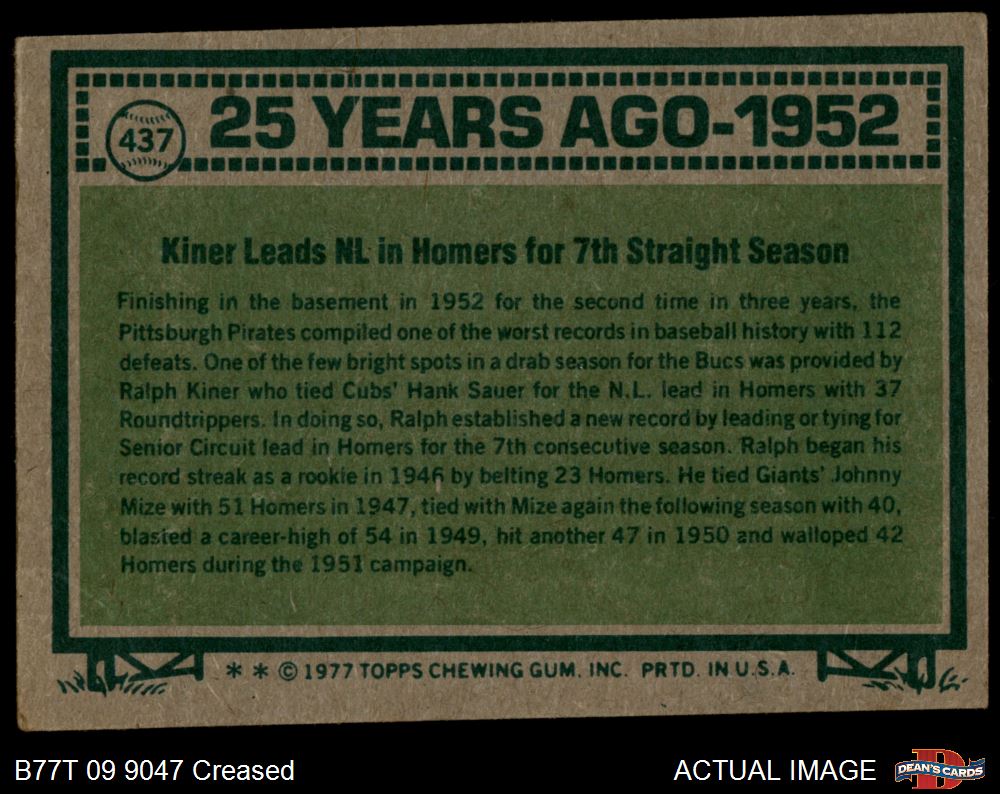 437
25 YEARS AGO-1952
Kiner Leads NL in Homers for 7th Straight Season
Finishing in the basement in 1952 for the second time in three years, the
Pittsburgh Pirates compiled one of the worst records in baseball history with 112
defeats. One of the few bright spots in a drab season for the Bucs was provided by
Ralph Kiner who tied Cubs' Hank Sauer for the N.L. lead in Homers with 37
Roundtrippers. In doing so, Ralph established a new record by leading or tying for
Senior Circuit lead in Homers for the 7th consecutive season. Ralph began his
record streak as a rookie in 1946 by belting 23 Homers. He tied Giants' Johnny
Mize with 51 Homers in 1947, tied with Mize again the following season with 40,
blasted a career-high of 54 in 1949, hit another 47 in 1950 and walloped 42
Homers during the 1951 campaign.
* * © 1977 TOPPS CHEWING GUM, INC. PRTD. IN U.S.A.
B77T 09 9047 Creased
ACTUAL IMAGE
D
DEAN'S CARDS